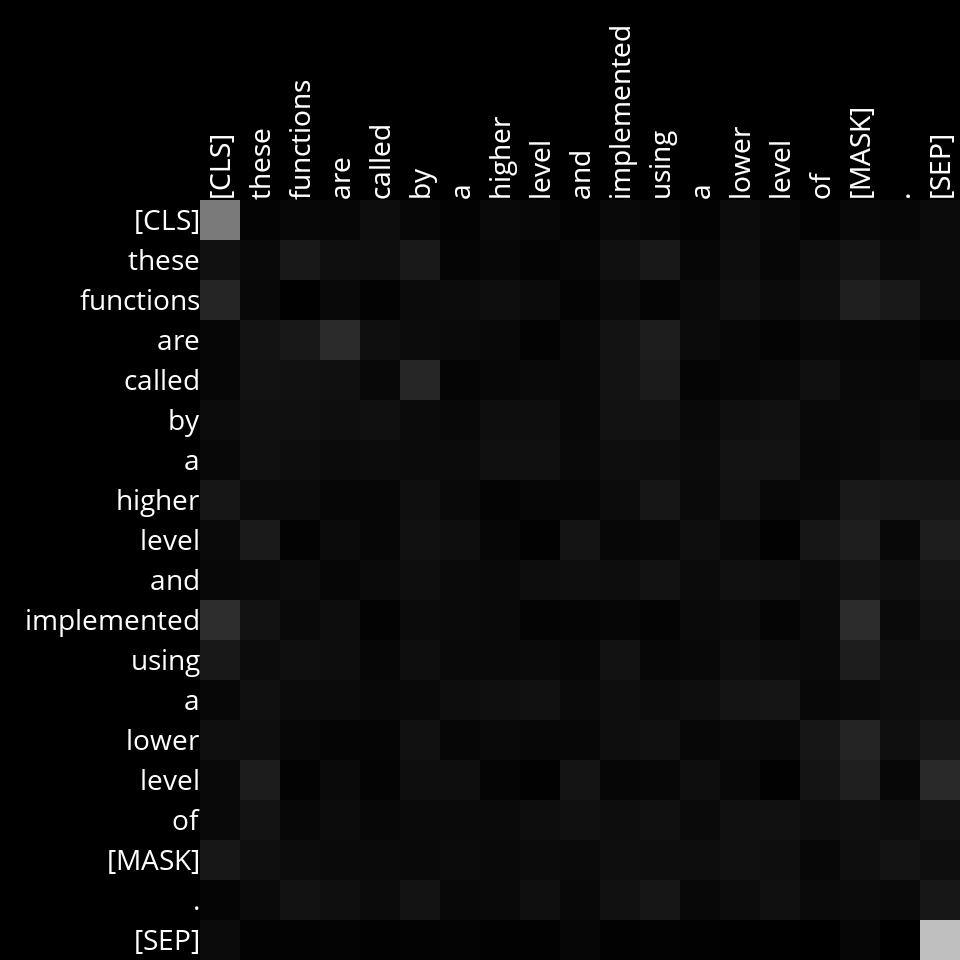 [CLS] these functions are called by a higher level and implemented using a lower level of [MASK] . [SEP]
[CLS]
these
functions
are
called
by
a
higher
level
and
implemented
using
a
lower
level
of
[MASK]
.
[SEP]